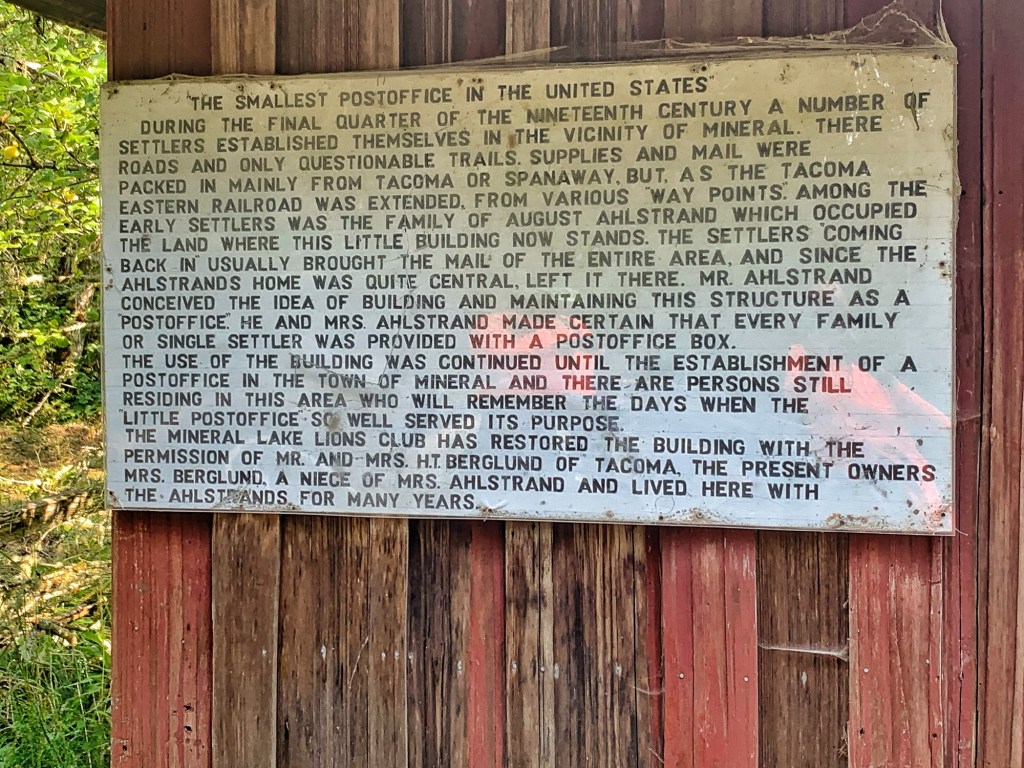 "THE SMALLEST POSTOFFICE IN THE UNITED STATES"
DURING THE FINAL QUARTER OF THE NINETEENTH CENTURY A NUMBER OF
SETTLERS ESTABLISHED THEMSELVES IN THE VICINITY OF MINERAL. THERE
ROADS AND ONLY QUESTIONABLE TRAILS. SUPPLIES AND MAIL WERE
PACKED IN MAINLY FROM TACOMA OR SPANAWAY, BUT, AS THE TACOMA
EASTERN RAILROAD WAS EXTENDED, FROM VARIOUS "WAY POINTS". AMONG THE
EARLY SETTLERS WAS THE FAMILY OF AUGUST AHLSTRAND WHICH OCCUPIED
THE LAND WHERE THIS LITTLE BUILDING NOW STANDS. THE SETTLERS "COMING
BACK IN" USUALLY BROUGHT THE MAIL OF THE ENTIRE AREA, AND SINCE THE
AHLSTRANDS HOME WAS QUITE CENTRAL, LEFT IT THERE. MR. AHLSTRAND
CONCEIVED THE IDEA OF BUILDING AND MAINTAINING THIS STRUCTURE AS A
"POSTOFFICE". HE AND MRS. AHLSTRAND MADE CERTAIN THAT EVERY FAMILY
OR SINGLE SETTLER WAS PROVIDED WITH A POSTOFFICE BOX.
THE USE OF THE BUILDING WAS CONTINUED UNTIL THE ESTABLISHMENT OF A
POSTOFFICE IN THE TOWN OF MINERAL AND THERE ARE PERSONS STILL
RESIDING IN THIS AREA WHO WILL REMEMBER THE DAYS WHEN THE
"LITTLE POSTOFFICE" SO WELL SERVED ITS PURPOSE.
THE MINERAL LAKE LIONS CLUB HAS RESTORED THE BUILDING WITH THE
PERMISSION OF MR. AND MRS. H.T. BERGLUND OF TACOMA, THE PRESENT OWNERS
MRS. BERGLUND, A NIECE OF MRS. AHLSTRAND AND LIVED HERE WITH
THE AHLSTRANDS FOR MANY YEARS.